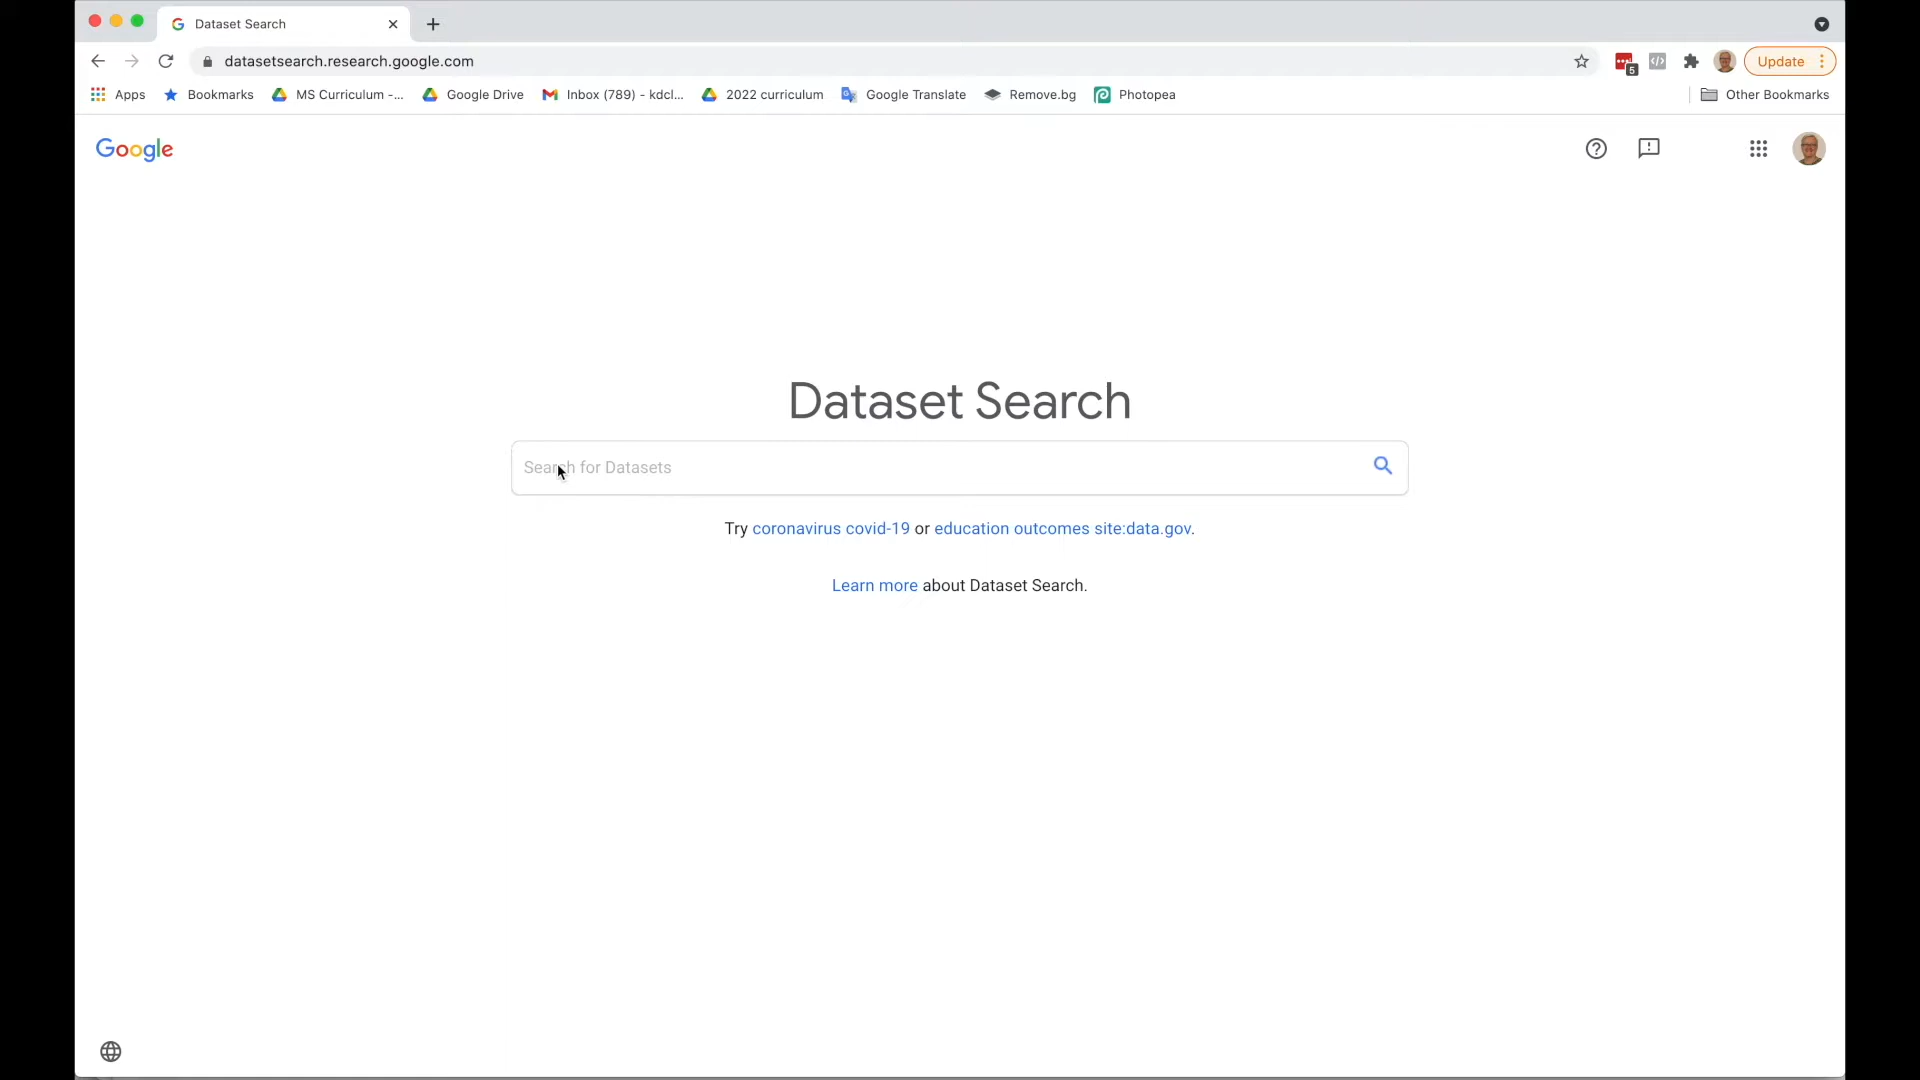 Dataset Search
datasetsearch.research.google.com
5
Update
Apps Bookmarks MS Curriculum -... Google Drive Inbox (789) - kdcl... 2022 curriculum Google Translate Remove.bg Photopea Other Bookmarks
Google
Dataset Search
Search for Datasets
Try coronavirus covid-19 or education outcomes site:data.gov.
Learn more about Dataset Search.